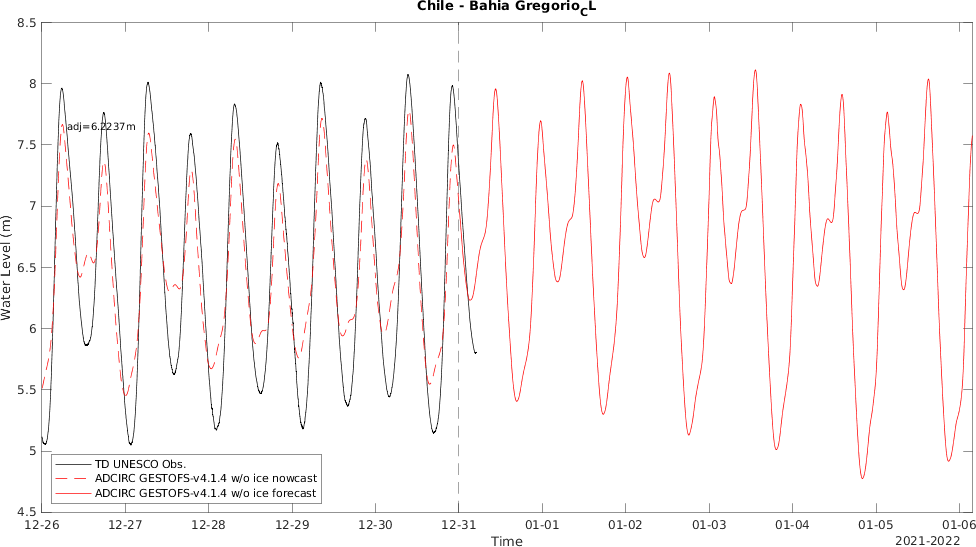 Chile - Bahia Gregorio_CL
8.5
8
7.5
7
6.5
6
5.5
5
4.5
Water Level (m)
adj=6.2237m
TD UNESCO Obs.
ADCIRC GESTOFS-v4.1.4 w/o ice nowcast
ADCIRC GESTOFS-v4.1.4 w/o ice forecast
12-26 12-27 12-28 12-29 12-30 12-31 01-01 01-02 01-03 01-04 01-05 01-06
Time
2021-2022